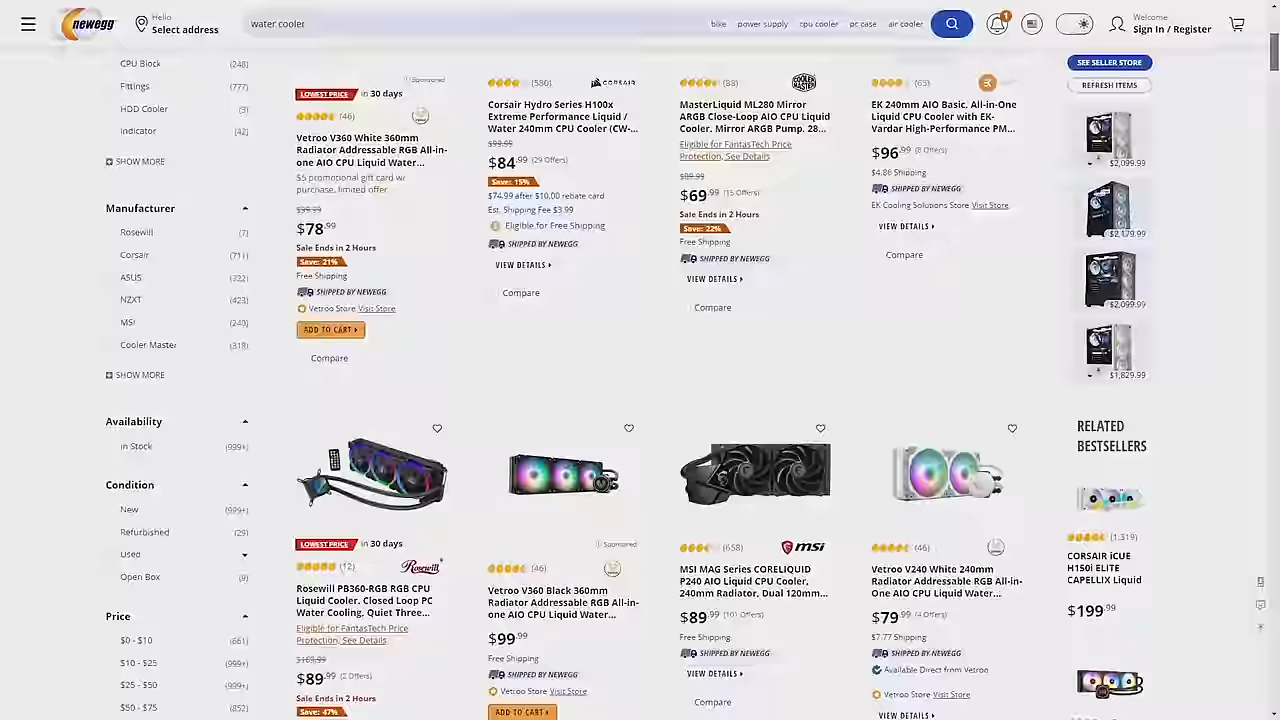 newegg
Hello
Select address
water cooler
bike
power supply
cpu cooler
pc case
air cooler
1
Welcome
Sign In / Register
CPU Block
(248)
Fittings
(777)
HDD Cooler
(9)
Indicator
(42)
SHOW MORE
Manufacturer
Rosewill
(7)
Corsair
(711)
ASUS
(322)
NZXT
(423)
MSI
(240)
Cooler Master
(318)
SHOW MORE
Availability
In Stock
(999+)
Condition
New
(999+)
Refurbished
(29)
Used
Open Box
(9)
Price
$0 - $10
(661)
$10 - $25
(999+)
$25 - $50
(999+)
$50 - $75
(852)
Sponsored
LOWEST PRICE in 30 days
(46)
Vetroo V360 White 360mm
Radiator Addressable RGB All-in-
one AIO CPU Liquid Water...
$5 promotional gift card w/
purchase, limited offer
$99.99
$78.99
Sale Ends in 2 Hours
Save: 21%
Free Shipping
SHIPPED BY NEWEGG
Vetroo Store Visit Store
ADD TO CART
Compare
(586)
CORSAIR
Corsair Hydro Series H100x
Extreme Performance Liquid /
Water 240mm CPU Cooler (CW-...
$99.99
$84.99 (29 Offers)
Save: 15%
$74.99 after $10.00 rebate card
Est. Shipping Fee $3.99
Eligible for Free Shipping
SHIPPED BY NEWEGG
VIEW DETAILS
Compare
(88)
COOLER MASTER
MasterLiquid ML280 Mirror
ARGB Close-Loop AIO CPU Liquid
Cooler, Mirror ARGB Pump, 28...
Eligible for FantasTech Price
Protection, See Details
$89.99
$69.99 (15 Offers)
Sale Ends in 2 Hours
Save: 22%
Free Shipping
SHIPPED BY NEWEGG
VIEW DETAILS
Compare
(65)
EK 240mm AIO Basic, All-in-One
Liquid CPU Cooler with EK-
Vardar High-Performance PM...
$96.99 (8 Offers)
$4.86 Shipping
SHIPPED BY NEWEGG
EK Cooling Solutions Store Visit Store
VIEW DETAILS
Compare
LOWEST PRICE in 30 days
(12)
Rosewill
Rosewill PB360-RGB RGB CPU
Liquid Cooler, Closed Loop PC
Water Cooling, Quiet Three...
Eligible for FantasTech Price
Protection, See Details
$169.99
$89.99 (2 Offers)
Sale Ends in 2 Hours
Save: 47%
Sponsored
(46)
Vetroo V360 Black 360mm
Radiator Addressable RGB All-in-
one AIO CPU Liquid Water...
$99.99
Free Shipping
SHIPPED BY NEWEGG
Vetroo Store Visit Store
ADD TO CART
(658)
msi
MSI MAG Series CORELIQUID
P240 AIO Liquid CPU Cooler,
240mm Radiator, Dual 120mm...
$89.99 (101 Offers)
Free Shipping
SHIPPED BY NEWEGG
VIEW DETAILS
Compare
(46)
Vetroo V240 White 240mm
Radiator Addressable RGB All-in-
One AIO CPU Liquid Water...
$79.99 (4 Offers)
$7.77 Shipping
SHIPPED BY NEWEGG
Available Direct from Vetroo
Vetroo Store Visit Store
VIEW DETAILS
SEE SELLER STORE
REFRESH ITEMS
$2,099.99
$2,179.99
$2,099.99
$1,829.99
RELATED
BESTSELLERS
(1,319)
CORSAIR iCUE
H150i ELITE
CAPELLIX Liquid
$199.99